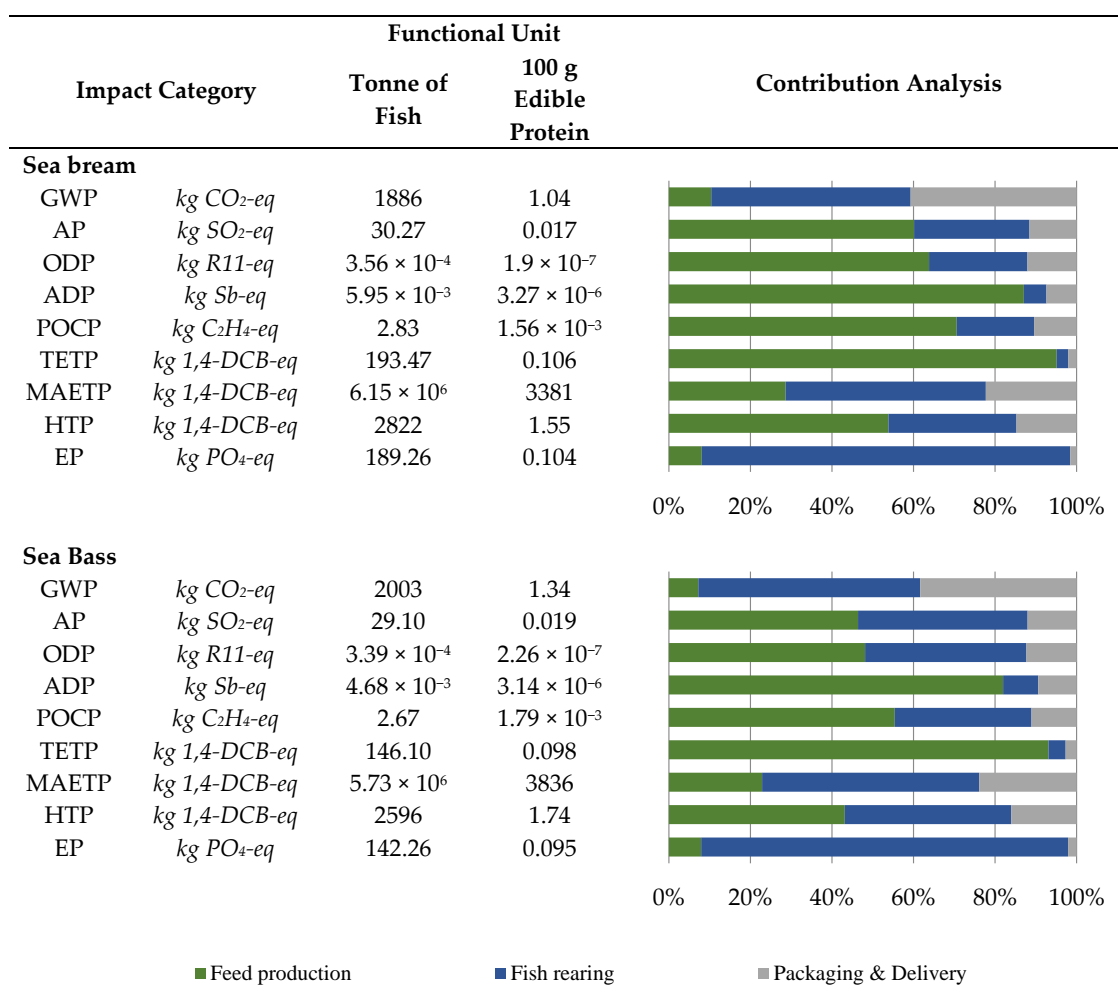 Functional Unit
Impact Category Tonne of Fish 100 g Edible Protein Contribution Analysis
Sea bream
GWP kg CO₂-eq 1886 1.04
AP kg SO₂-eq 30.27 0.017
ODP kg R11-eq 3.56 × 10⁻⁴ 1.9 × 10⁻⁷
ADP kg Sb-eq 5.95 × 10⁻³ 3.27 × 10⁻⁶
POCP kg C₂H₄-eq 2.83 1.56 × 10⁻³
TETP kg 1,4-DCB-eq 193.47 0.106
MAETP kg 1,4-DCB-eq 6.15 × 10⁶ 3381
HTP kg 1,4-DCB-eq 2822 1.55
EP kg PO₄-eq 189.26 0.104
0% 20% 40% 60% 80% 100%
Sea Bass
GWP kg CO₂-eq 2003 1.34
AP kg SO₂-eq 29.10 0.019
ODP kg R11-eq 3.39 × 10⁻⁴ 2.26 × 10⁻⁷
ADP kg Sb-eq 4.68 × 10⁻³ 3.14 × 10⁻⁶
POCP kg C₂H₄-eq 2.67 1.79 × 10⁻³
TETP kg 1,4-DCB-eq 146.10 0.098
MAETP kg 1,4-DCB-eq 5.73 × 10⁶ 3836
HTP kg 1,4-DCB-eq 2596 1.74
EP kg PO₄-eq 142.26 0.095
0% 20% 40% 60% 80% 100%
Feed production Fish rearing Packaging & Delivery